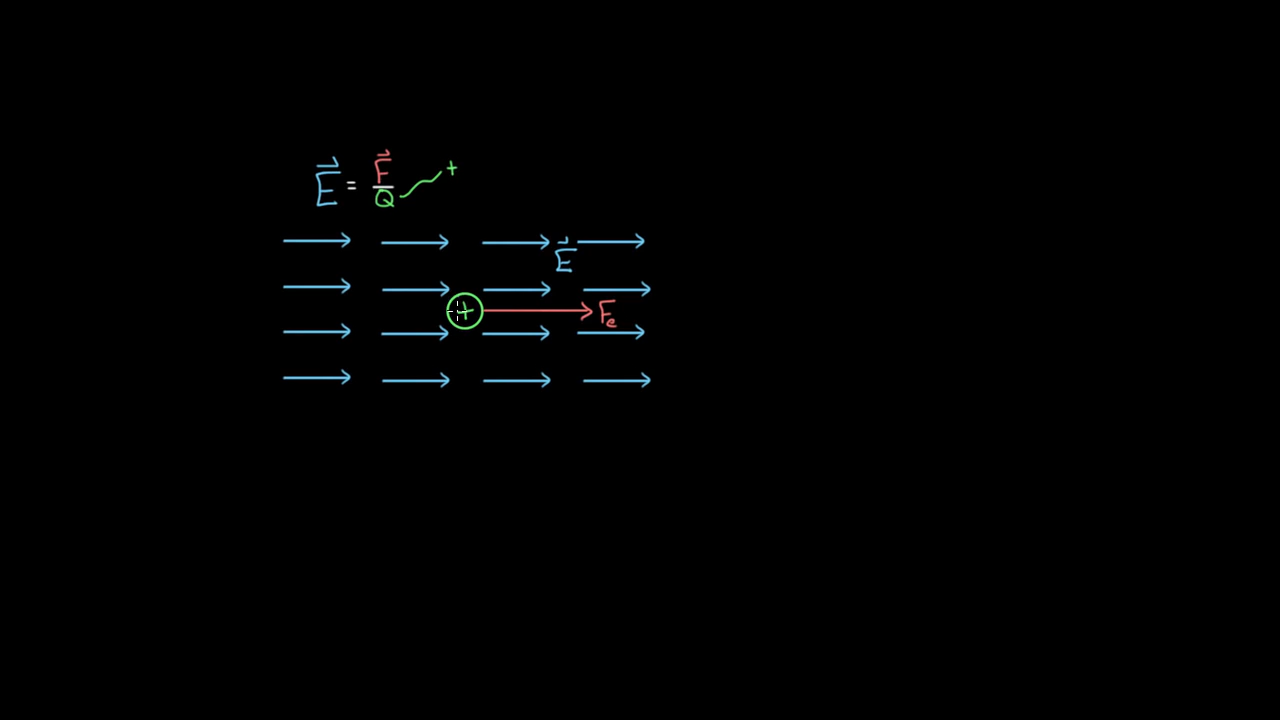 E⃗ = F⃗/Q +
E⃗
+ Fe